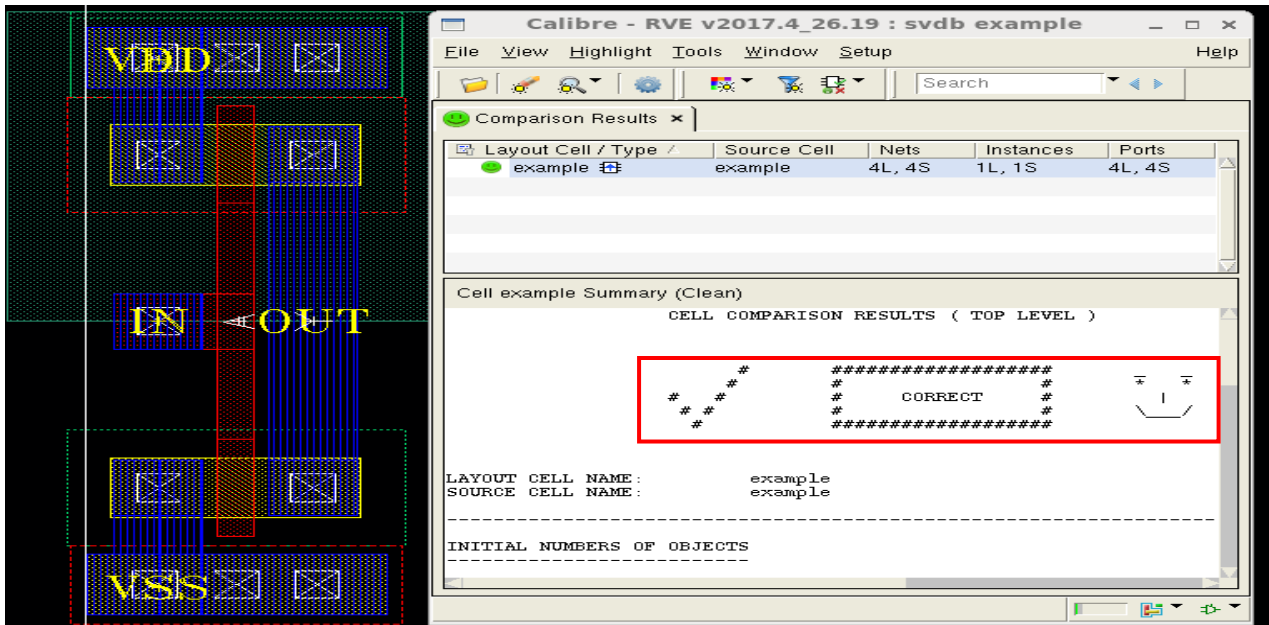 VDD
IN OUT
VSS
Calibre - RVE v2017.4_26.19 : svdb example
File View Highlight Tools Window Setup Help
Search
Comparison Results
Layout Cell / Type Source Cell Nets Instances Ports
example example 4L, 4S 1L, 1S 4L, 4S
Cell example Summary (Clean)
CELL COMPARISON RESULTS ( TOP LEVEL )
# ################### _ _
# # # * *
# # # CORRECT # |
# # # # \___/
# ###################
LAYOUT CELL NAME: example
SOURCE CELL NAME: example
--------------------------------------------------------------------------------
INITIAL NUMBERS OF OBJECTS
--------------------------